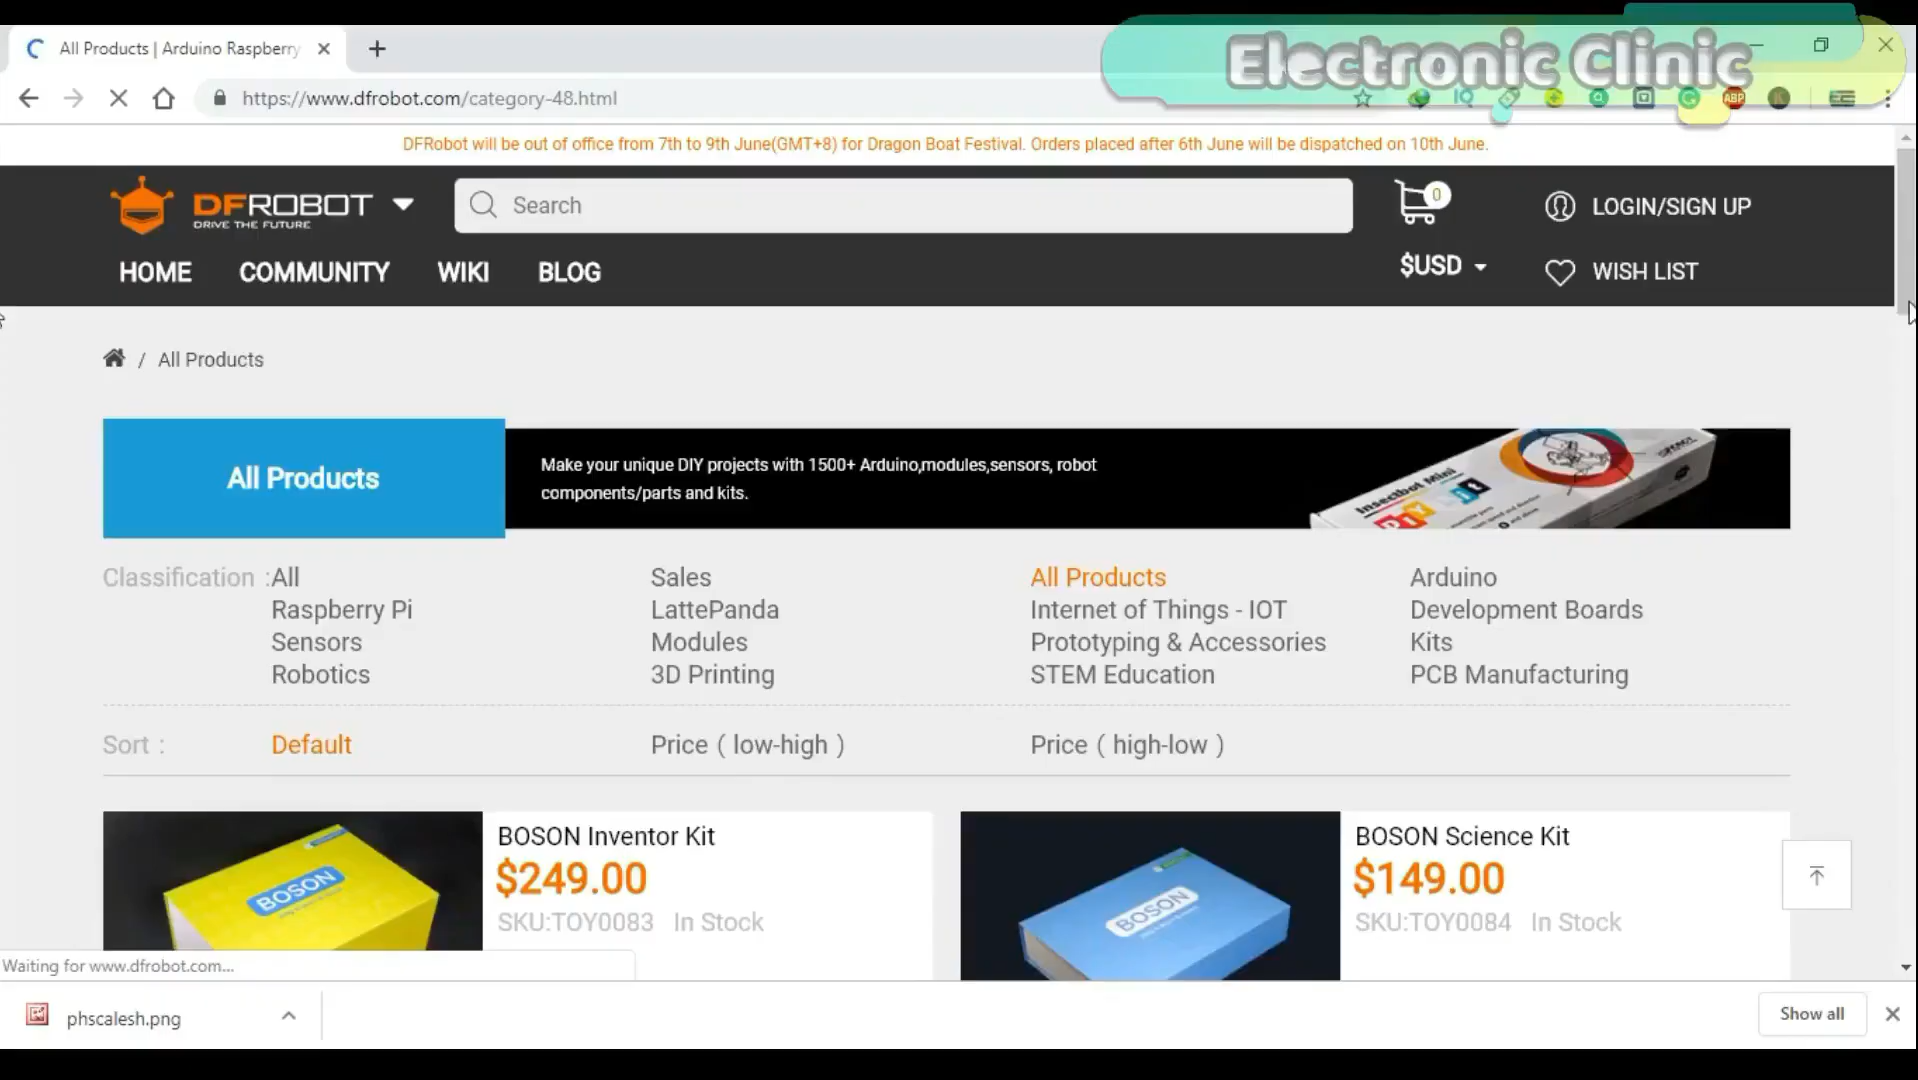 All Products | Arduino Raspberry
Electronic Clinic
https://www.dfrobot.com/category-48.html
IQ
ABP
DFRobot will be out of office from 7th to 9th June(GMT+8) for Dragon Boat Festival. Orders placed after 6th June will be dispatched on 10th June.
DFROBOT
DRIVE THE FUTURE
Search
0
LOGIN/SIGN UP
HOME COMMUNITY WIKI BLOG
$USD
WISH LIST
/ All Products
All Products
Make your unique DIY projects with 1500+ Arduino,modules,sensors, robot
components/parts and kits.
Insectbot Mini
DIY Kit
Classification : All Sales All Products Arduino
Raspberry Pi LattePanda Internet of Things - IOT Development Boards
Sensors Modules Prototyping & Accessories Kits
Robotics 3D Printing STEM Education PCB Manufacturing
Sort : Default Price ( low-high ) Price ( high-low )
BOSON
BOSON Inventor Kit
$249.00
SKU:TOY0083 In Stock
BOSON
BOSON Science Kit
$149.00
SKU:TOY0084 In Stock
Waiting for www.dfrobot.com...
phscalesh.png
Show all